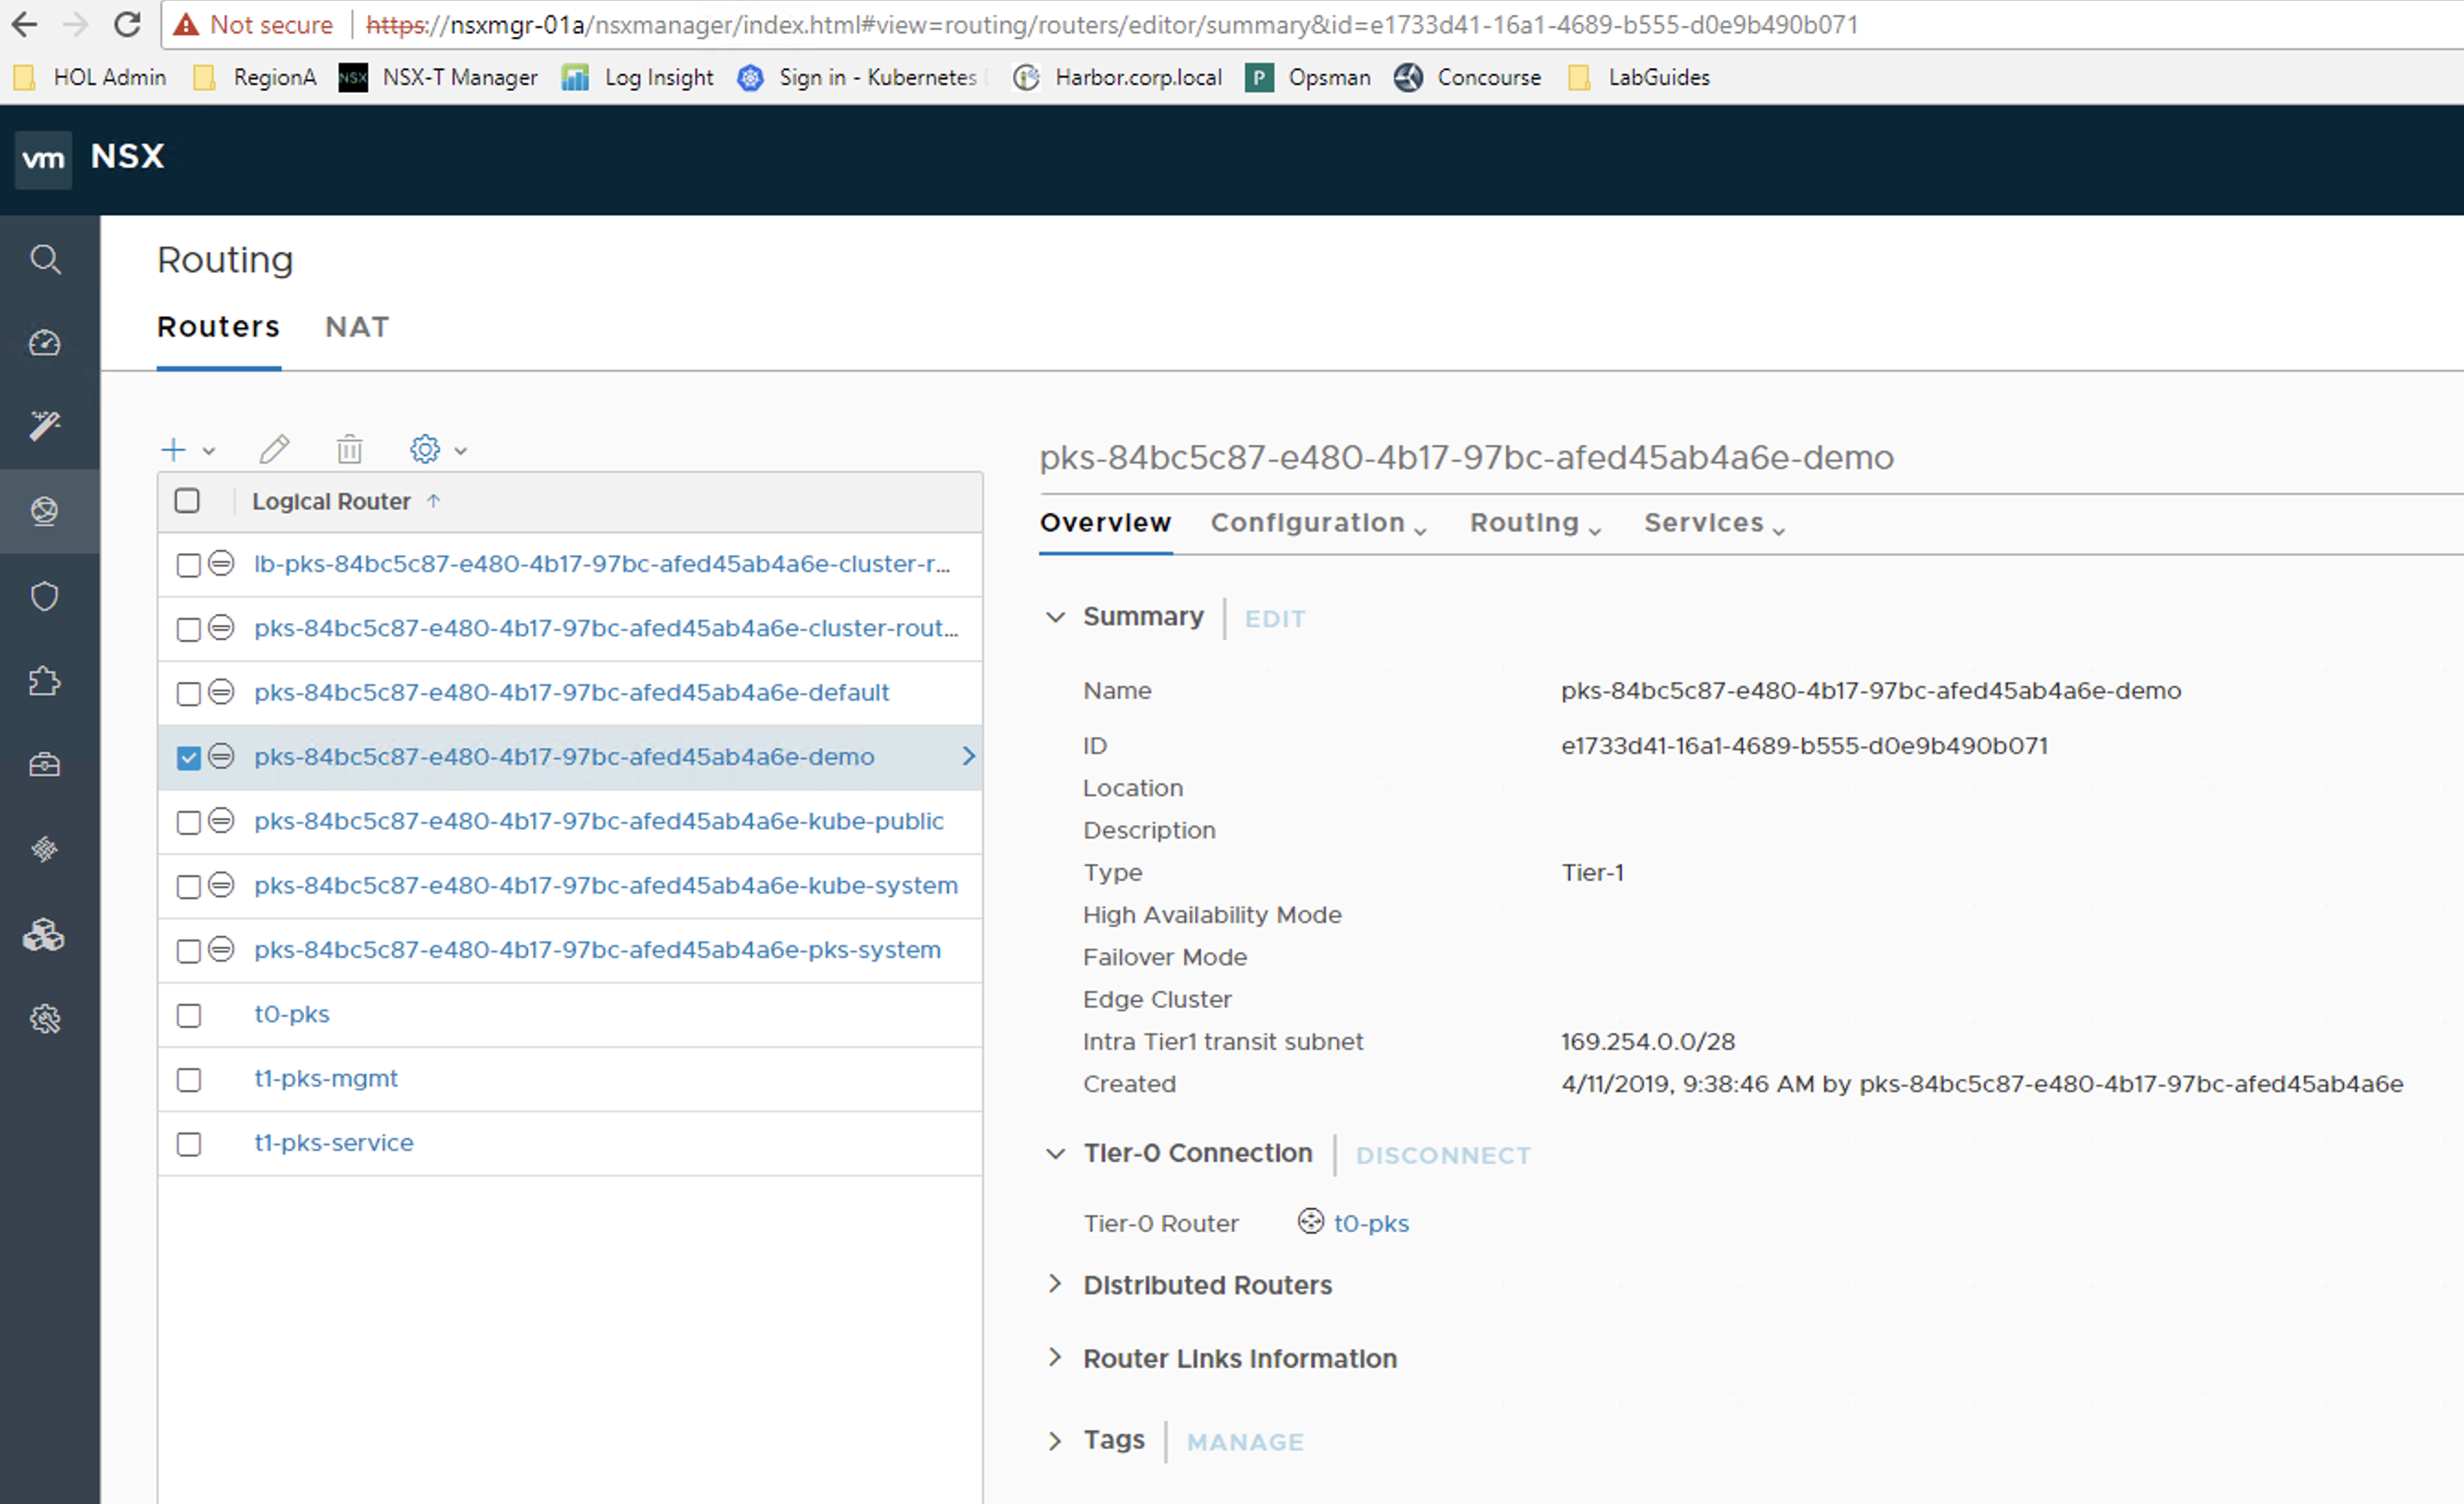 Not secure | https://nsxmgr-01a/nsxmanager/index.html#view=routing/routers/editor/summary&id=e1733d41-16a1-4689-b555-d0e9b490b071
HOL Admin RegionA NSX NSX-T Manager Log Insight Sign in - Kubernetes Harbor.corp.local P Opsman Concourse LabGuides
vm NSX
Routing
Routers NAT
Logical Router
lb-pks-84bc5c87-e480-4b17-97bc-afed45ab4a6e-cluster-r...
pks-84bc5c87-e480-4b17-97bc-afed45ab4a6e-cluster-rout...
pks-84bc5c87-e480-4b17-97bc-afed45ab4a6e-default
pks-84bc5c87-e480-4b17-97bc-afed45ab4a6e-demo
pks-84bc5c87-e480-4b17-97bc-afed45ab4a6e-kube-public
pks-84bc5c87-e480-4b17-97bc-afed45ab4a6e-kube-system
pks-84bc5c87-e480-4b17-97bc-afed45ab4a6e-pks-system
t0-pks
t1-pks-mgmt
t1-pks-service
pks-84bc5c87-e480-4b17-97bc-afed45ab4a6e-demo
Overview Configuration Routing Services
Summary | EDIT
Name pks-84bc5c87-e480-4b17-97bc-afed45ab4a6e-demo
ID e1733d41-16a1-4689-b555-d0e9b490b071
Location
Description
Type Tier-1
High Availability Mode
Failover Mode
Edge Cluster
Intra Tier1 transit subnet 169.254.0.0/28
Created 4/11/2019, 9:38:46 AM by pks-84bc5c87-e480-4b17-97bc-afed45ab4a6e
Tier-0 Connection | DISCONNECT
Tier-0 Router t0-pks
Distributed Routers
Router Links Information
Tags | MANAGE